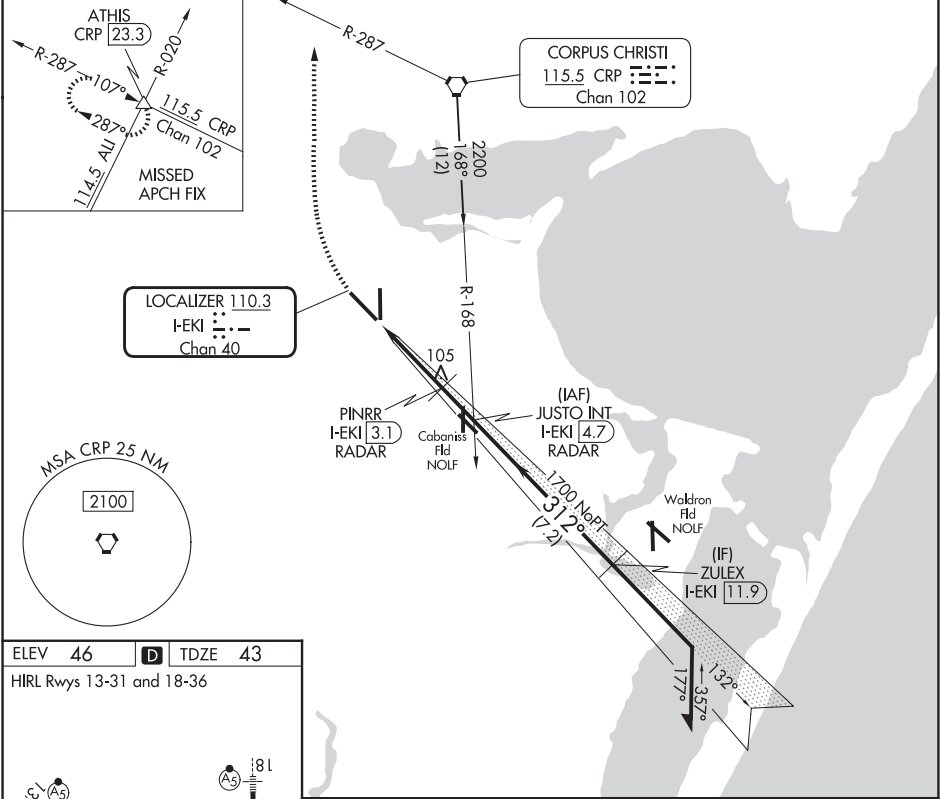 ATHIS
CRP 23.3
R-287
R-020
107°
287°
115.5 CRP
Chan 102
114.5 ALI
MISSED
APCH FIX
R-287
CORPUS CHRISTI
115.5 CRP
Chan 102
2200
168°
(12)
R-168
LOCALIZER 110.3
I-EKI
Chan 40
105
PINRR
I-EKI 3.1
RADAR
Cabaniss
Fld
NOLF
(IAF)
JUSTO INT
I-EKI 4.7
RADAR
MSA CRP 25 NM
2100
1700 NoPT
312°
(7.2)
Waldron
Fld
NOLF
(IF)
ZULEX
I-EKI 11.9
177°
357°
132°
ELEV 46 D TDZE 43
HIRL Rwys 13-31 and 18-36
13
A5
A5
18